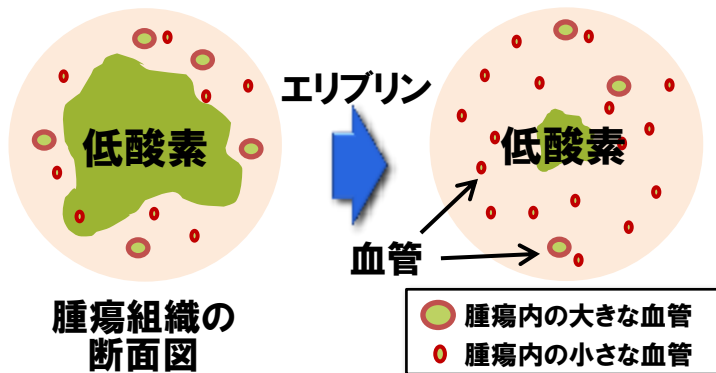 低酸素
エリブリン
低酸素
血管
腫瘍組織の
断面図
腫瘍内の大きな血管
腫瘍内の小さな血管